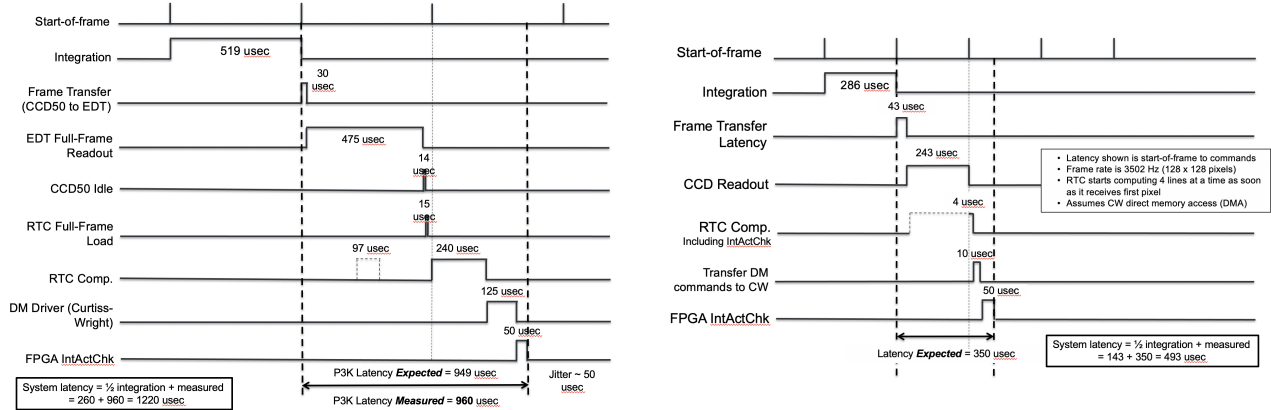 Start-of-frame
Integration
519 usec
30
usec
Frame Transfer
(CCD50 to EDT)
EDT Full-Frame
Readout
475 usec
14
usec
CCD50 Idle
15
usec
RTC Full-Frame
Load
97 usec
240 usec
RTC Comp.
125 usec
DM Driver (Curtiss-
Wright)
50 usec
FPGA IntActChk
P3K Latency Expected = 949 usec
Jitter ~ 50
usec
System latency = ½ integration + measured
= 260 + 960 = 1220 usec
P3K Latency Measured = 960 usec
Start-of-frame
Integration
286 usec
43 usec
Frame Transfer
Latency
243 usec
CCD Readout
• Latency shown is start-of-frame to commands
• Frame rate is 3502 Hz (128 x 128 pixels)
• RTC starts computing 4 lines at a time as soon
as it receives first pixel
• Assumes CW direct memory access (DMA)
4 usec
RTC Comp.
Including IntActChk
10 usec
Transfer DM
commands to CW
50 usec
FPGA IntActChk
Latency Expected = 350 usec
System latency = ½ integration + measured
= 143 + 350 = 493 usec